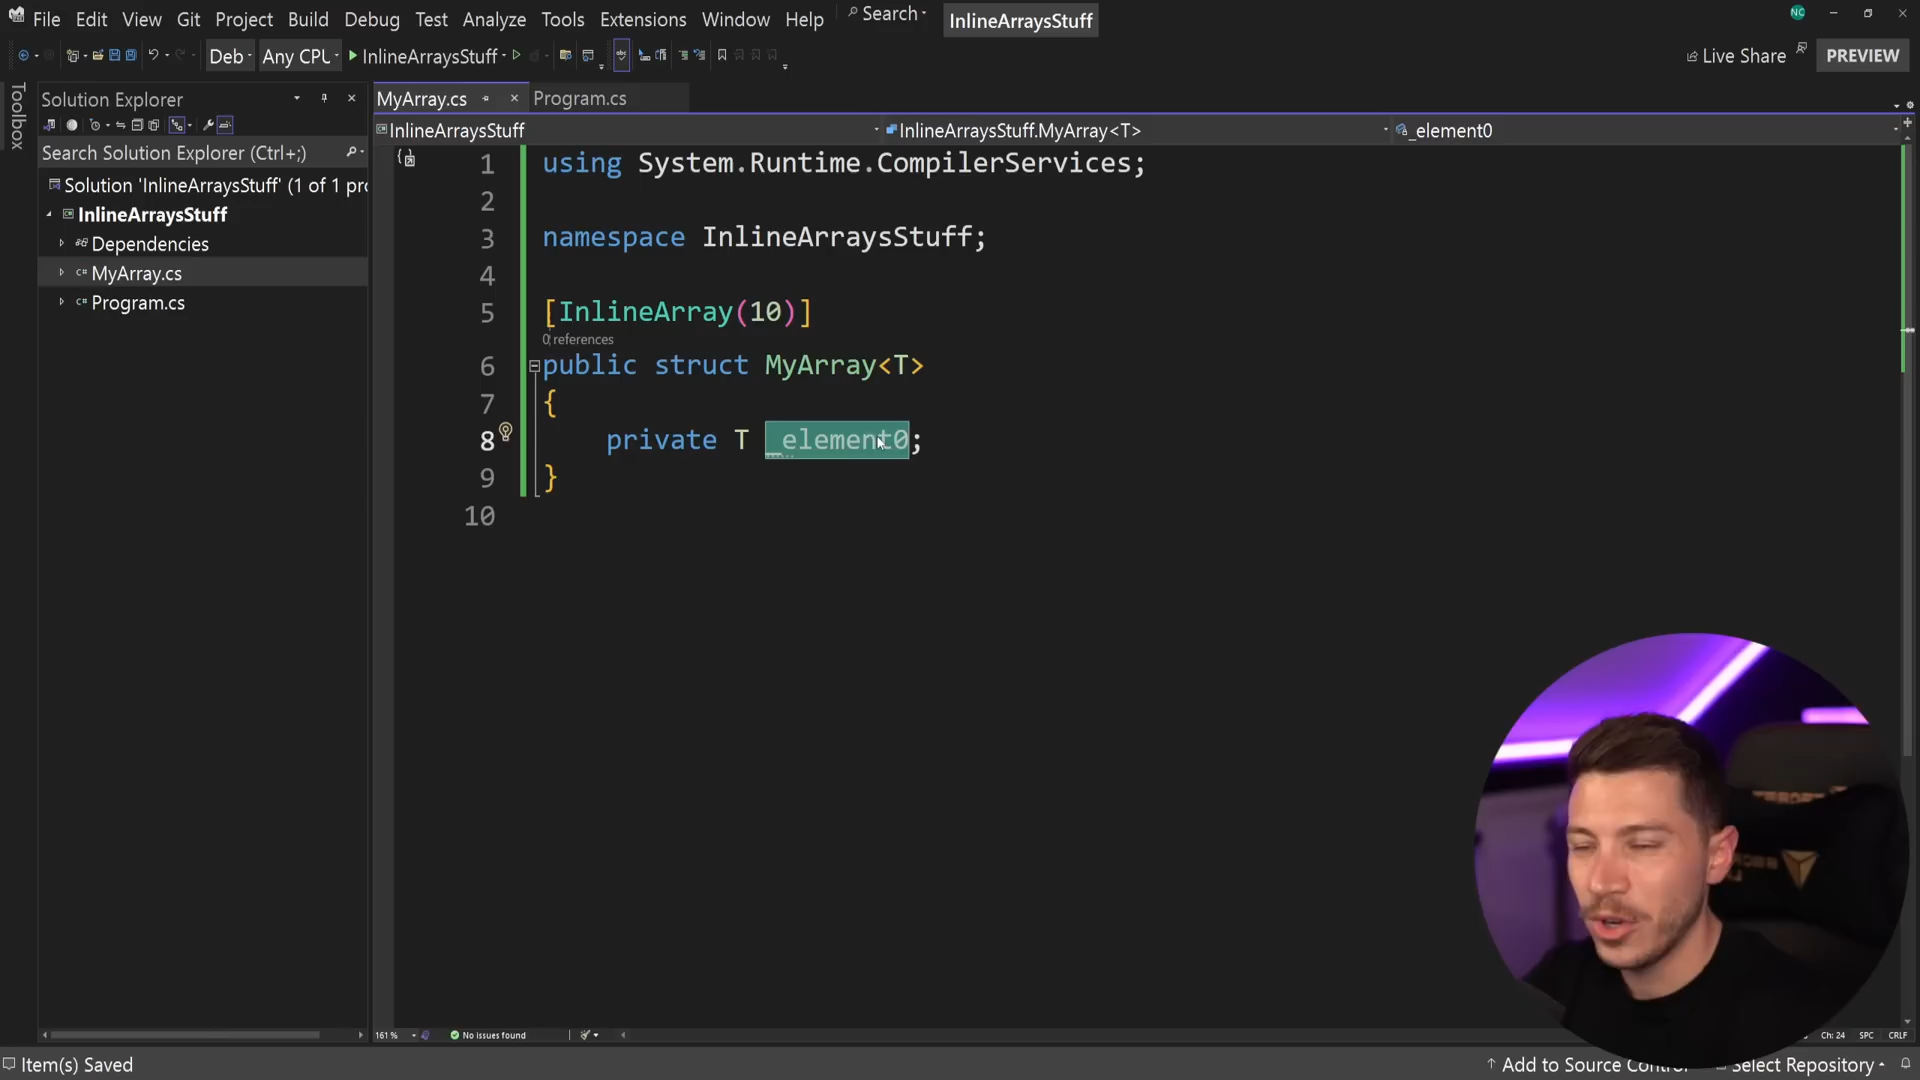 File Edit View Git Project Build Debug Test Analyze Tools Extensions Window Help Search InlineArraysStuff NC
Deb Any CPU InlineArraysStuff Live Share PREVIEW
Toolbox
Solution Explorer
Search Solution Explorer (Ctrl+;)
Solution 'InlineArraysStuff' (1 of 1 pro
InlineArraysStuff
Dependencies
MyArray.cs
Program.cs
MyArray.cs Program.cs
InlineArraysStuff InlineArraysStuff.MyArray<T> _element0
1 using System.Runtime.CompilerServices;
2
3 namespace InlineArraysStuff;
4
5 [InlineArray(10)]
0 references
6 public struct MyArray<T>
7 {
8 private T _element0;
9 }
10
161 % No issues found Ch: 24 SPC CRLF
Item(s) Saved Add to Source Control Select Repository